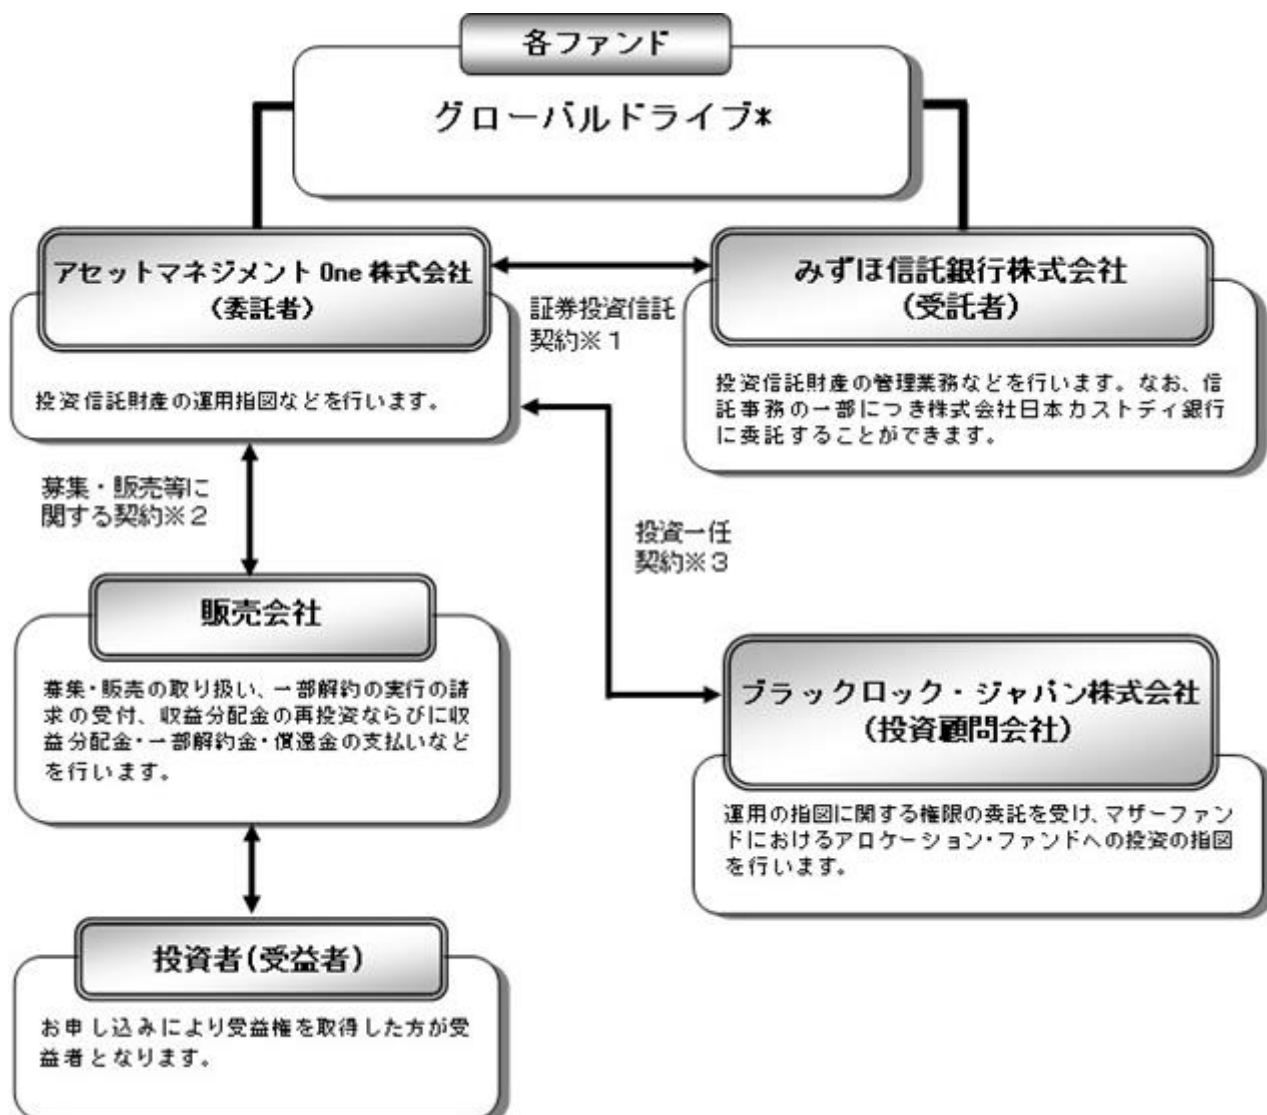 各ファンド
グローバルドライブ*
アセットマネジメント One 株式会社
(委託者)
投資信託財産の運用指図などを行います。
証券投資信託
契約※1
みずほ信託銀行株式会社
(受託者)
投資信託財産の管理業務などを行います。なお、信
託事務の一部につき株式会社日本カストディ銀行
に委託することができます。
募集・販売等に
関する契約※2
投資一任
契約※3
販売会社
募集・販売の取り扱い、一部解約の実行の請
求の受付、収益分配金の再投資ならびに収
益分配金・一部解約金・償還金の支払いなど
を行います。
ブラックロック・ジャパン株式会社
(投資顧問会社)
運用の指図に関する権限の委託を受け、マザーファン
ドにおけるアロケーション・ファンドへの投資の指図
を行います。
投資者(受益者)
お申し込みにより受益権を取得した方が受
益者となります。